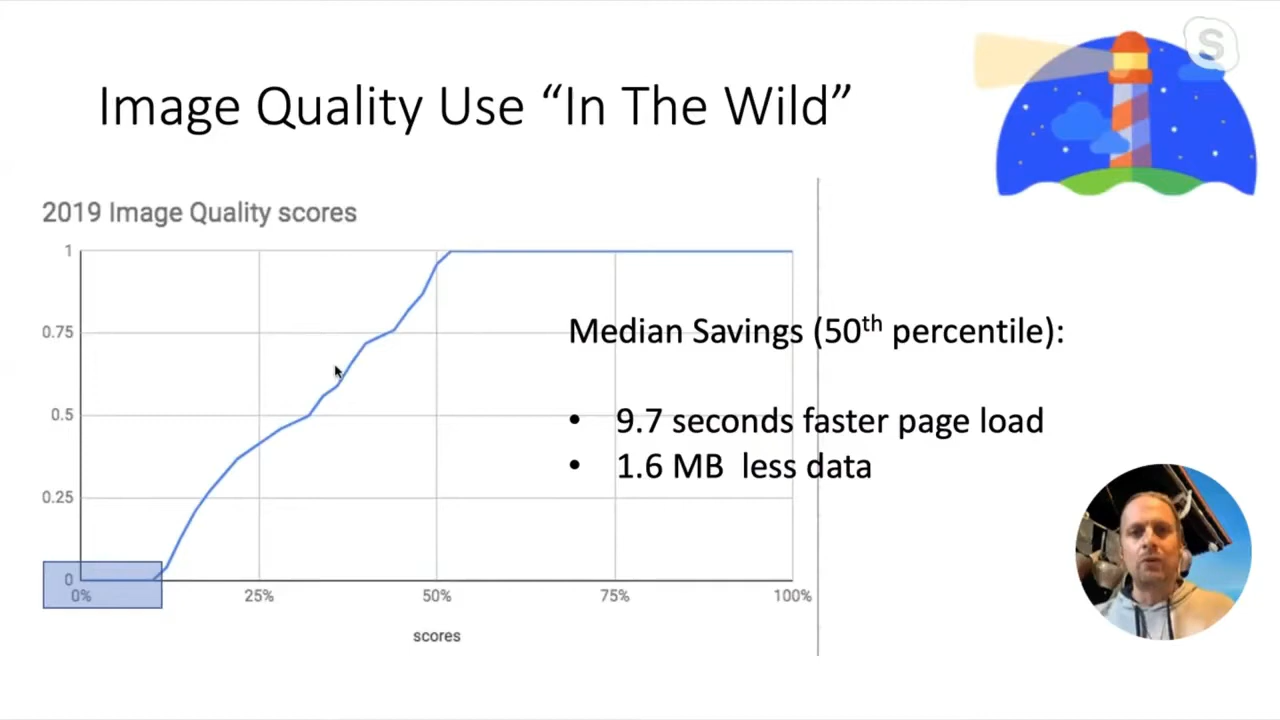 Image Quality Use “In The Wild”
S
2019 Image Quality scores
1
0.75
0.5
0.25
0
0%
25%
50%
75%
100%
scores
Median Savings (50th percentile):
• 9.7 seconds faster page load
• 1.6 MB less data